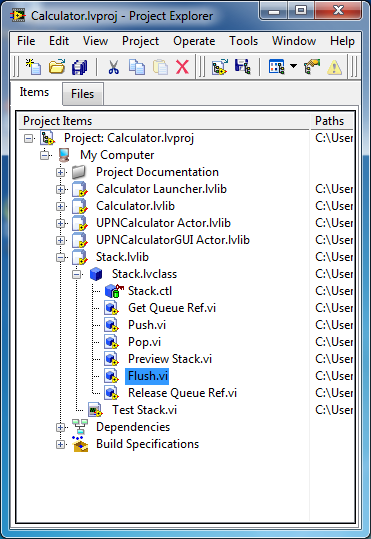 Calculator.lvproj - Project Explorer
File Edit View Project Operate Tools Window Help
Items Files
Project Items Paths
Project: Calculator.lvproj C:\User
My Computer
Project Documentation
Calculator Launcher.lvlib C:\User
Calculator.lvlib C:\User
UPNCalculator Actor.lvlib C:\User
UPNCalculatorGUI Actor.lvlib C:\User
Stack.lvlib C:\User
Stack.lvclass C:\User
Stack.ctl C:\User
Get Queue Ref.vi C:\User
Push.vi C:\User
Pop.vi C:\User
Preview Stack.vi C:\User
Flush.vi C:\User
Release Queue Ref.vi C:\User
Test Stack.vi C:\User
Dependencies
Build Specifications